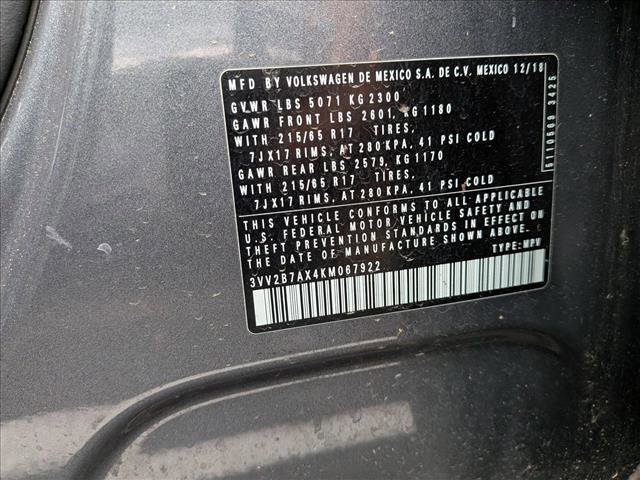 MFD BY VOLKSWAGEN DE MEXICO S.A. DE C.V. MEXICO 12/18
GVWR LBS 5071 KG 2300
GAWR FRONT LBS 2601, KG 1180
WITH 215/65 R17 TIRES,
7JX17 RIMS, AT 280 KPA, 41 PSI COLD
GAWR REAR LBS 2579, KG 1170
WITH 215/65 R17 TIRES,
7JX17 RIMS, AT 280 KPA, 41 PSI COLD
THIS VEHICLE CONFORMS TO ALL APPLICABLE
U.S. FEDERAL MOTOR VEHICLE SAFETY AND
THEFT PREVENTION STANDARDS IN EFFECT ON
THE DATE OF MANUFACTURE SHOWN ABOVE.
3VV2B7AX4KM067922 TYPE: MPV
5110509 3425